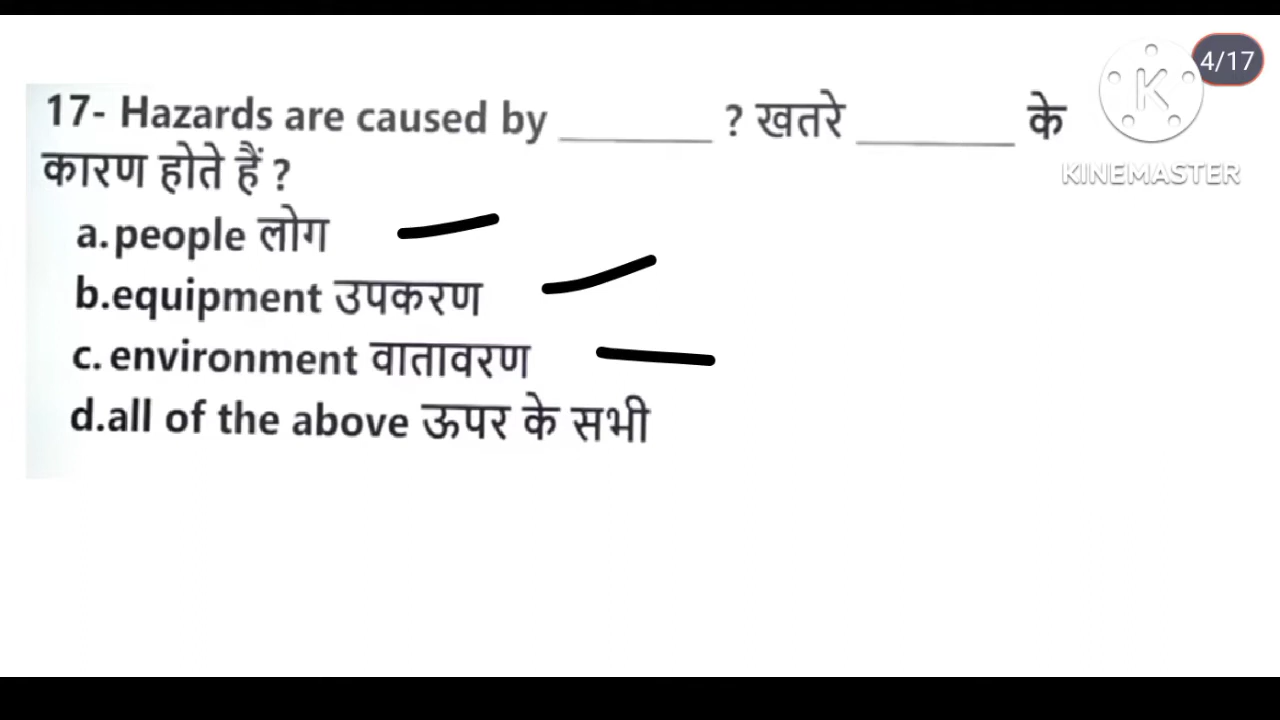 4/17
K
KINEMASTER
17- Hazards are caused by ________ ? खतरे ________ के
कारण होते हैं ?
a.people लोग
b.equipment उपकरण
c. environment वातावरण
d.all of the above ऊपर के सभी